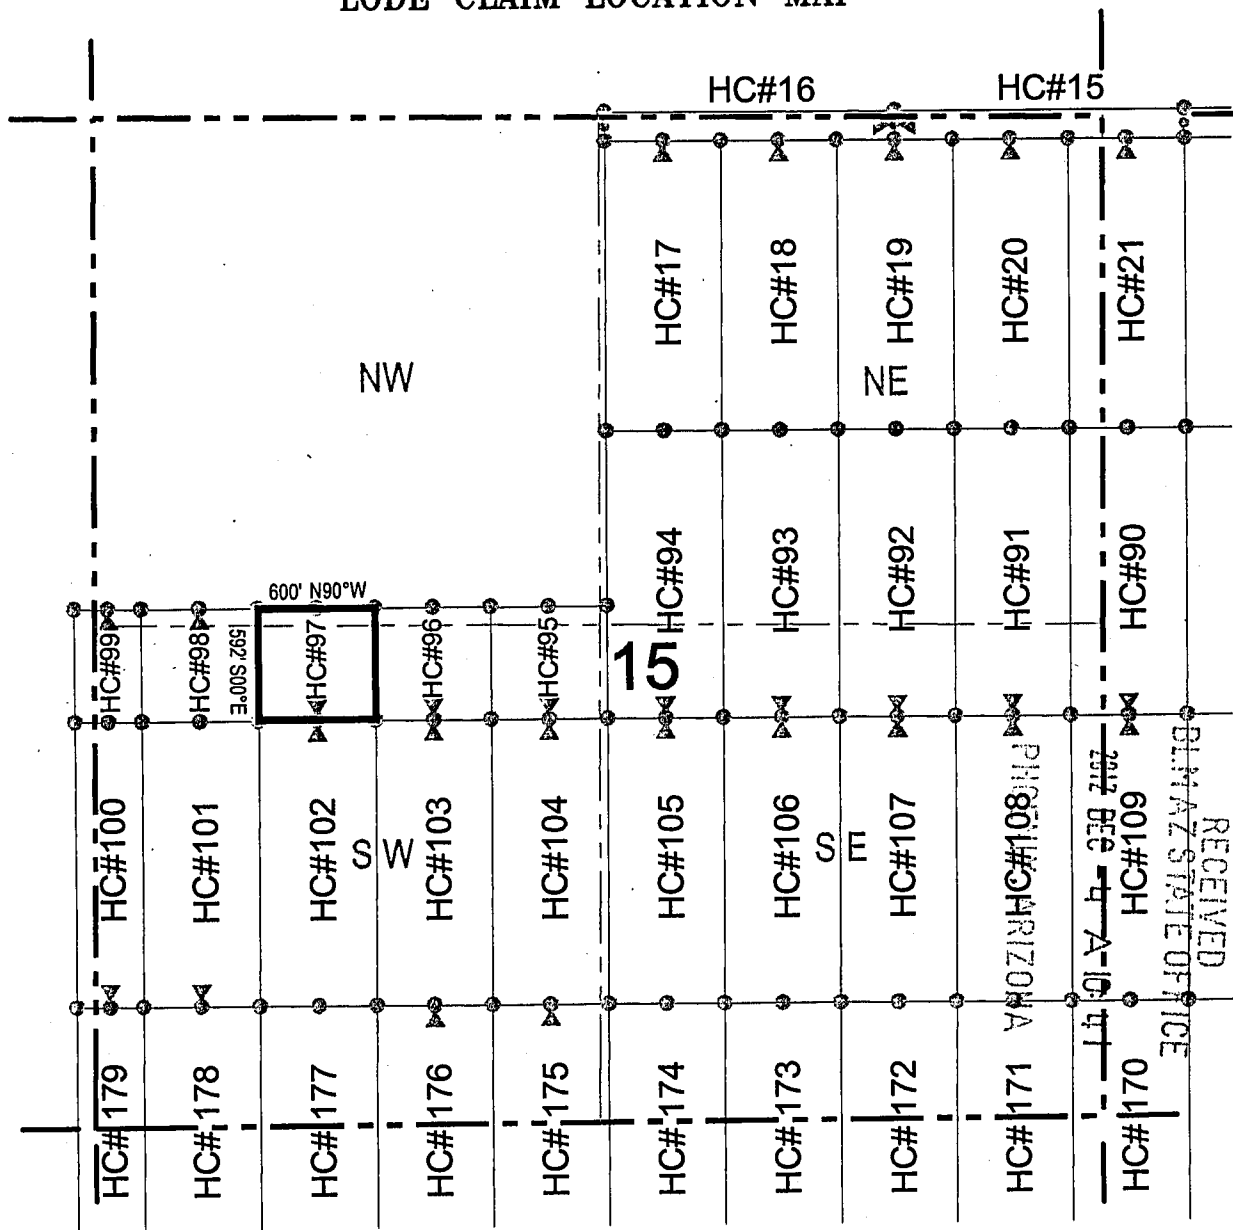 LODE CLAIM LOCATION MAP
HC#16
HC#15
HC#17
HC#18
HC#19
HC#20
HC#21
NW
NE
HC#94
HC#93
HC#92
HC#91
HC#90
600' N90°W
592' S00°E
HC#99
HC#98
HC#97
HC#96
HC#95
15
HC#100
HC#101
HC#102
SW
HC#103
HC#104
HC#105
HC#106
SE
HC#107
HC#108
HC#109
RECEIVED
BLM AZ STATE OFFICE
2012 DEC -4 A 10:41
PHOENIX, ARIZONA
HC#179
HC#178
HC#177
HC#176
HC#175
HC#174
HC#173
HC#172
HC#171
HC#170